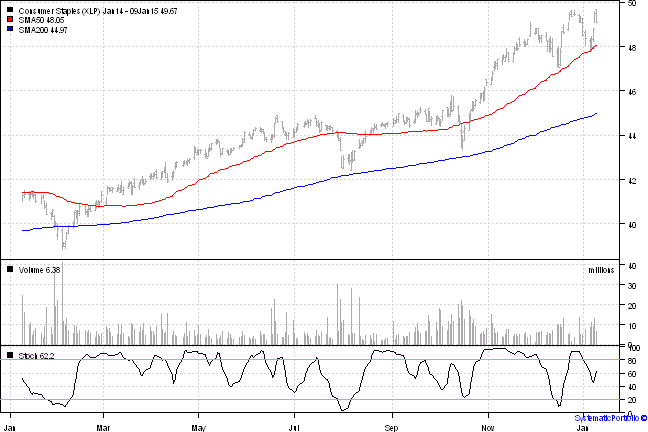 Consumer Staples (XLP) Jan14 - 09Jan15 49.67
SMA50 48.05
SMA200 44.97
50
48
46
44
42
40
Volume 6.38
millions
40
30
20
10
0
Stoch 62.2
100
80
60
40
20
0
Jan Mar May Jul Sep Nov Jan
SystematicPortfolio ©